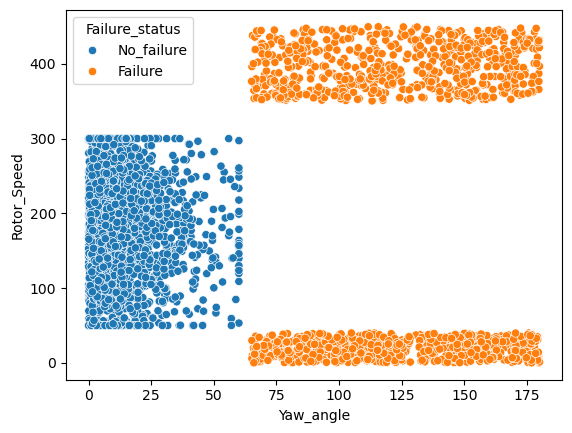 Failure_status
No_failure
Failure
400
300
200
100
0
Rotor_Speed
0 25 50 75 100 125 150 175
Yaw_angle